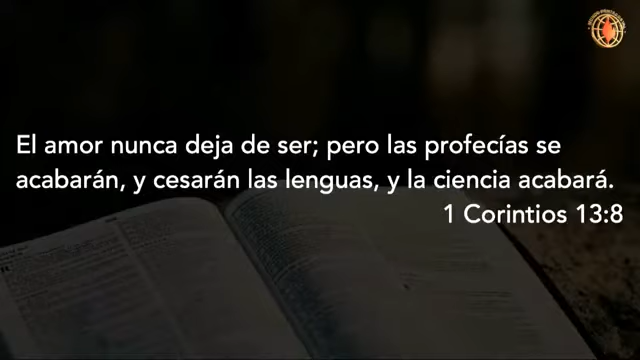 El amor nunca deja de ser; pero las profecías se
acabarán, y cesarán las lenguas, y la ciencia acabará.
1 Corintios 13:8